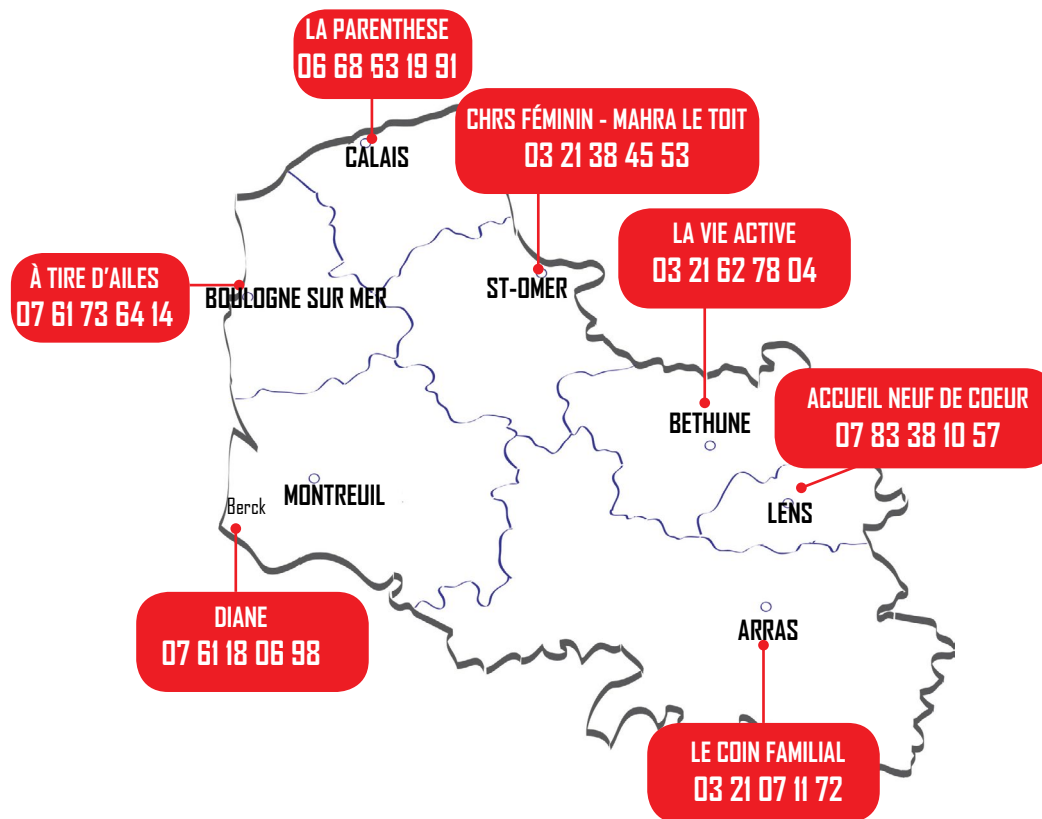 LA PARENTHESE
06 68 63 19 91
CHRS FÉMININ - MAHRA LE TOIT
03 21 38 45 53
CALAIS
LA VIE ACTIVE
03 21 62 78 04
À TIRE D'AILES
07 61 73 64 14
BOULOGNE SUR MER
ST-OMER
ACCUEIL NEUF DE COEUR
07 83 38 10 57
BETHUNE
MONTREUIL
Berck
LENS
DIANE
07 61 18 06 98
ARRAS
LE COIN FAMILIAL
03 21 07 11 72